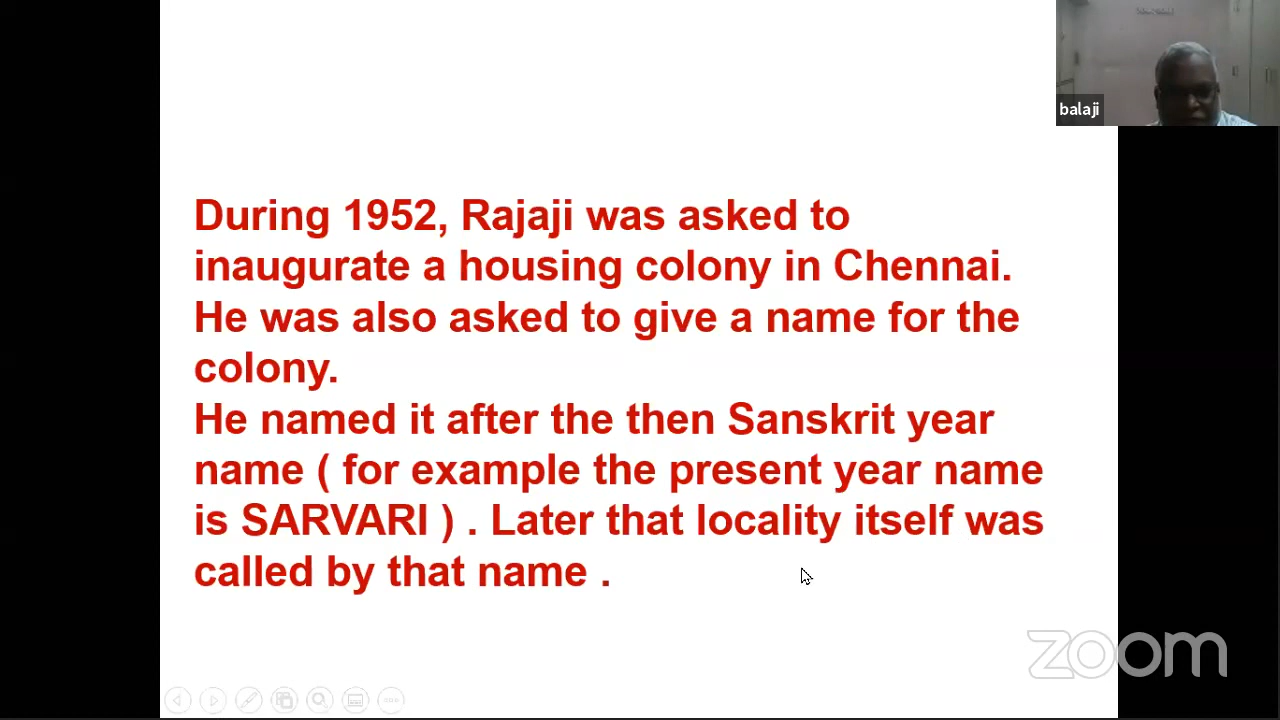 balaji
During 1952, Rajaji was asked to
inaugurate a housing colony in Chennai.
He was also asked to give a name for the
colony.
He named it after the then Sanskrit year
name ( for example the present year name
is SARVARI ) . Later that locality itself was
called by that name .
zoom